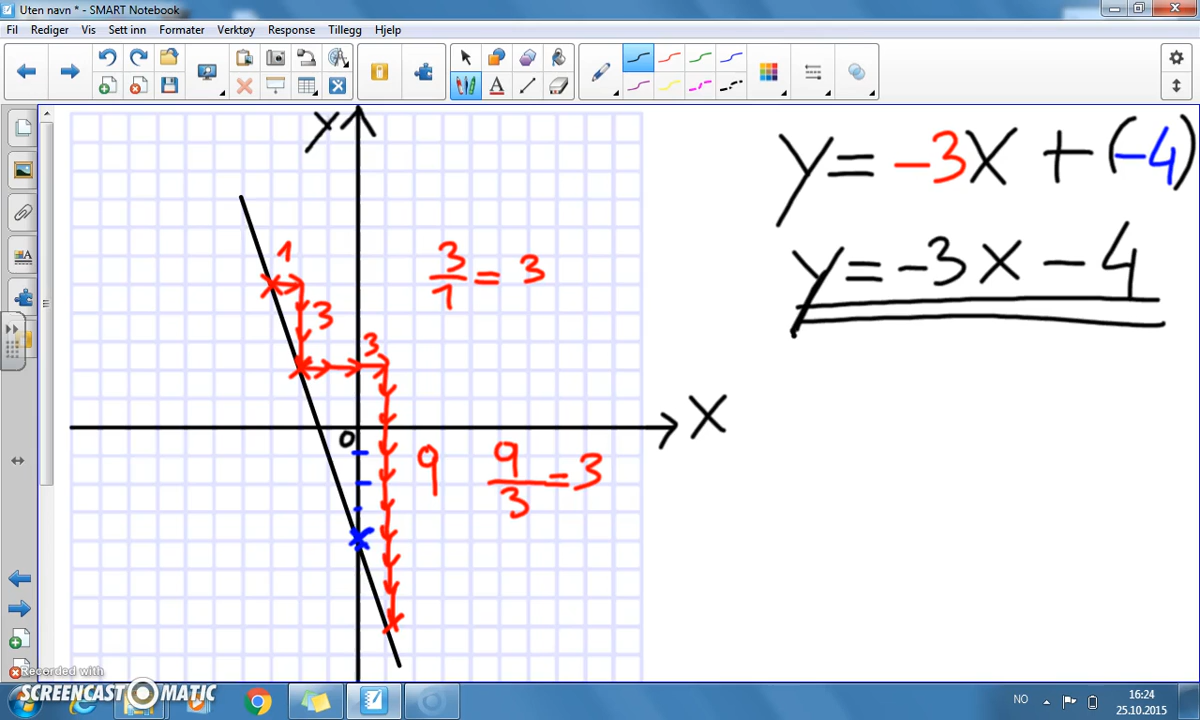 Uten navn * - SMART Notebook
Fil Rediger Vis Sett inn Formater Verktøy Response Tillegg Hjelp
y
y = -3x + (-4)
y = -3x - 4
1
3/1 = 3
3
3
x
0
9
9/3 = 3
Recorded with
SCREENCAST-O-MATIC
NO
16:24
25.10.2015